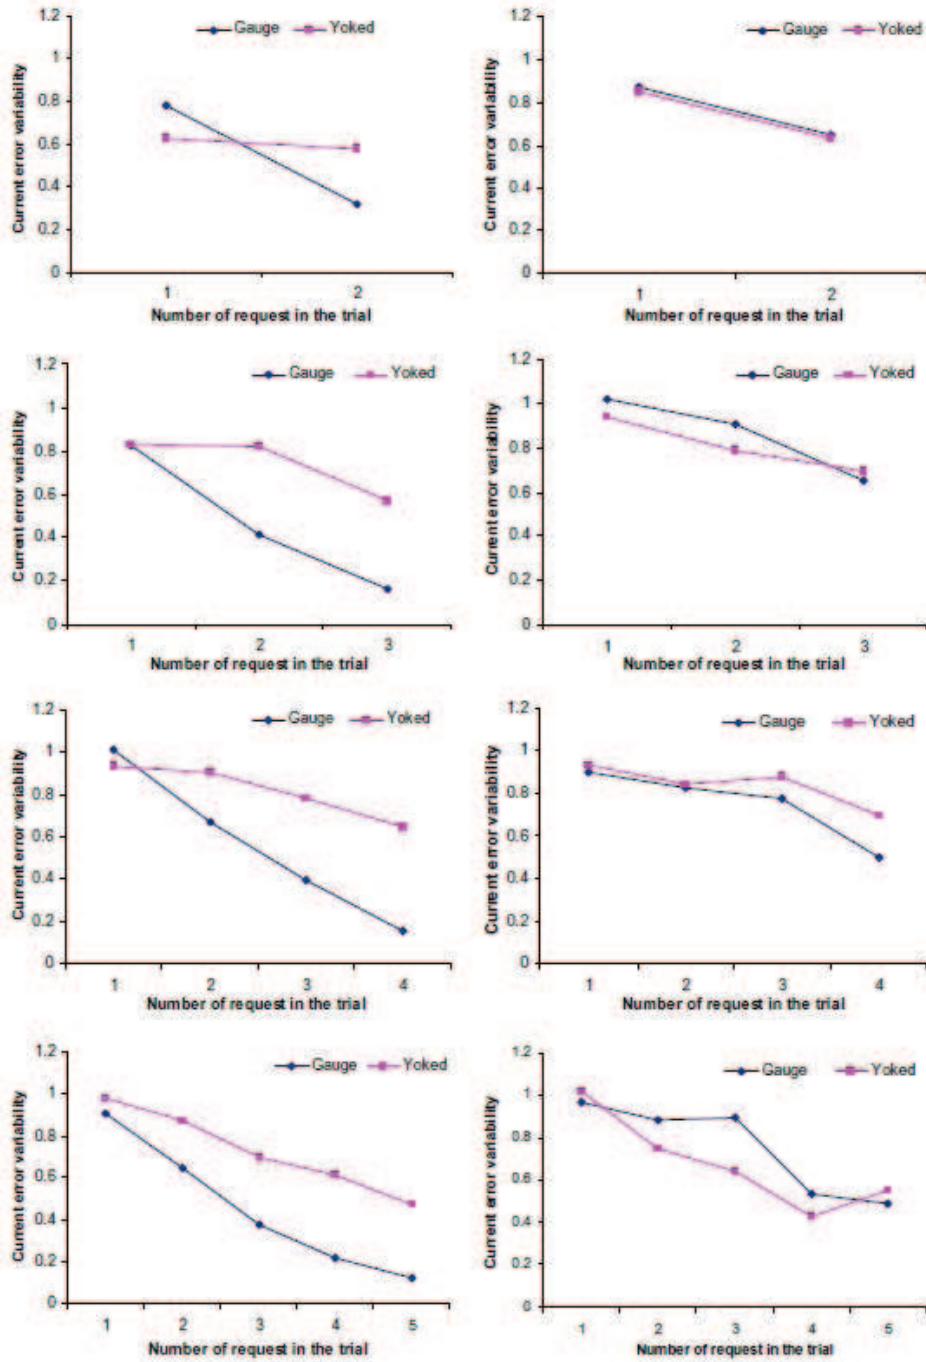 1.2
Gauge Yoked
1
0.8
0.6
0.4
0.2
0
Current error variability
1 2
Number of request in the trial
1.2
Gauge Yoked
1
0.8
0.6
0.4
0.2
0
Current error variability
1 2
Number of request in the trial
1.2
Gauge Yoked
1
0.8
0.6
0.4
0.2
0
Current error variability
1 2 3
Number of request in the trial
1.2
Gauge Yoked
1
0.8
0.6
0.4
0.2
0
Current error variability
1 2 3
Number of request in the trial
1.2
Gauge Yoked
1
0.8
0.6
0.4
0.2
0
Current error variability
1 2 3 4
Number of request in the trial
1.2
Gauge Yoked
1
0.8
0.6
0.4
0.2
0
Current error variability
1 2 3 4
Number of request in the trial
1.2
Gauge Yoked
1
0.8
0.6
0.4
0.2
0
Current error variability
1 2 3 4 5
Number of request in the trial
1.2
Gauge Yoked
1
0.8
0.6
0.4
0.2
0
Current error variability
1 2 3 4 5
Number of request in the trial